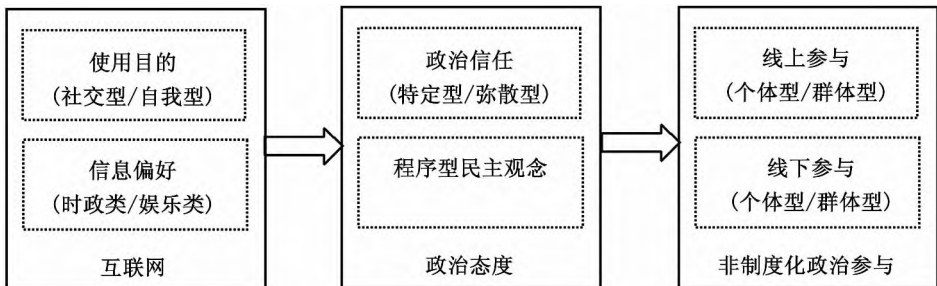 使用目的
(社交型/自我型)
信息偏好
(时政类/娱乐类)
互联网
政治信任
(特定型/弥散型)
程序型民主观念
政治态度
线上参与
(个体型/群体型)
线下参与
(个体型/群体型)
非制度化政治参与